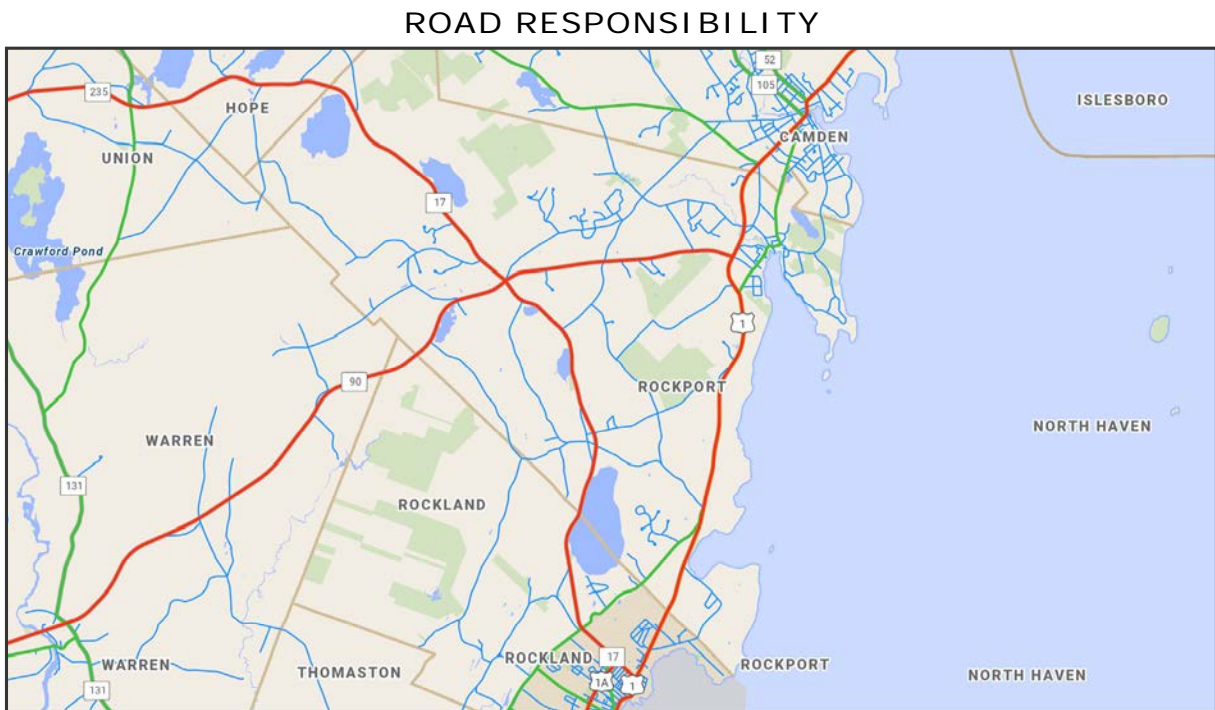 ROAD RESPONSIBILITY
52
105
235
HOPE
ISLESBORO
CAMDEN
UNION
17
Crawford Pond
1
90
ROCKPORT
NORTH HAVEN
WARREN
131
ROCKLAND
WARREN
ROCKLAND
17
ROCKPORT
THOMASTON
NORTH HAVEN
1A
1
131